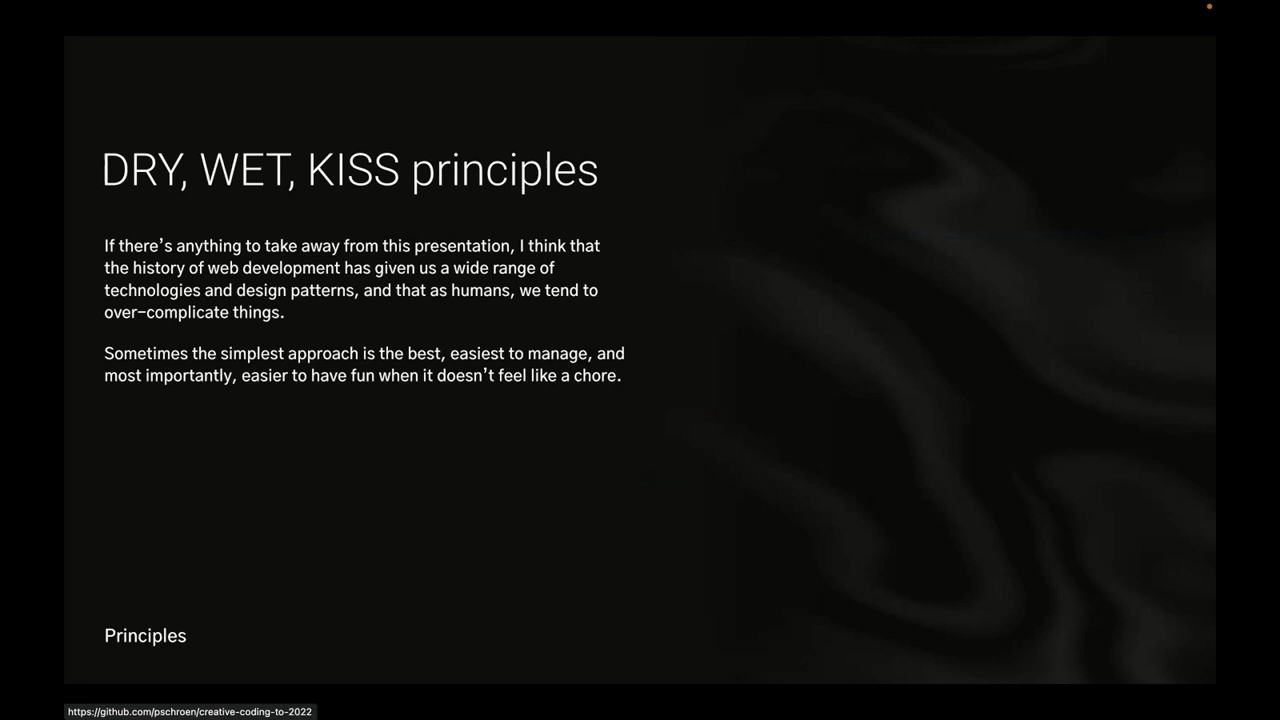 DRY, WET, KISS principles
If there’s anything to take away from this presentation, I think that
the history of web development has given us a wide range of
technologies and design patterns, and that as humans, we tend to
over-complicate things.
Sometimes the simplest approach is the best, easiest to manage, and
most importantly, easier to have fun when it doesn’t feel like a chore.
Principles
https://github.com/pschroen/creative-coding-to-2022